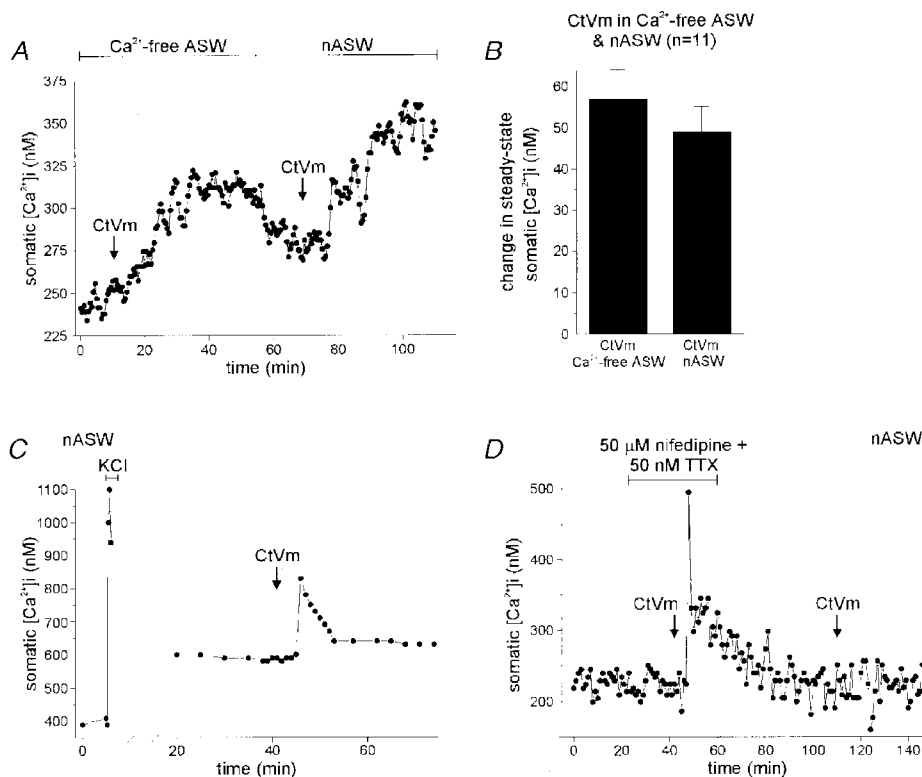 A
Ca²⁺-free ASW
nASW
somatic [Ca²⁺]i (nM)
375
350
325
300
275
250
225
CtVm
CtVm
0
20
40
60
80
100
time (min)
B
CtVm in Ca²⁺-free ASW
& nASW (n=11)
change in steady-state
somatic [Ca²⁺]i (nM)
60
50
40
30
20
10
0
CtVm
Ca²⁺-free ASW
CtVm
nASW
C
nASW
KCl
somatic [Ca²⁺]i (nM)
1100
1000
900
800
700
600
500
400
CtVm
0
20
40
60
time (min)
D
50 µM nifedipine +
50 nM TTX
nASW
somatic [Ca²⁺]i (nM)
500
400
300
200
CtVm
CtVm
0
20
40
60
80
100
120
140
time (min)